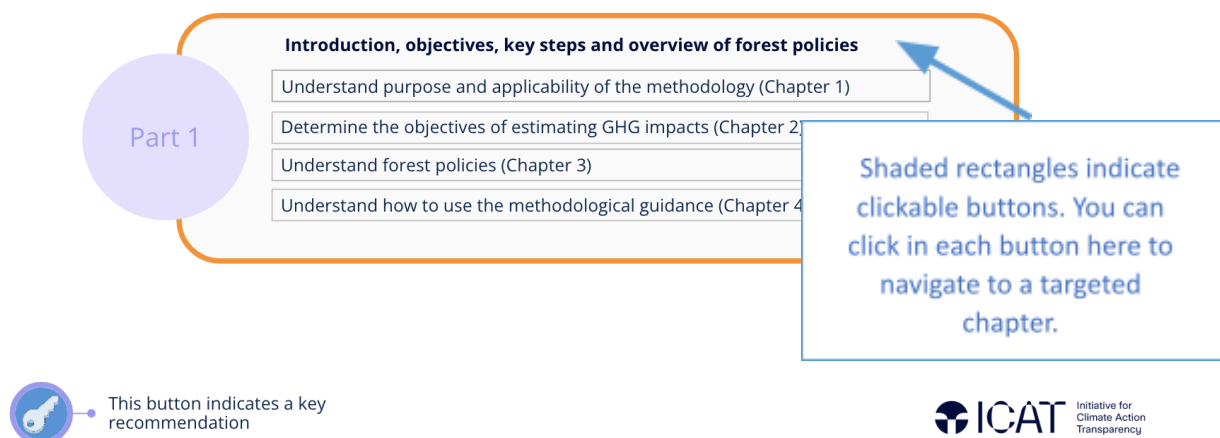 Introduction, objectives, key steps and overview of forest policies
Part 1
Understand purpose and applicability of the methodology (Chapter 1)
Determine the objectives of estimating GHG impacts (Chapter 2)
Understand forest policies (Chapter 3)
Understand how to use the methodological guidance (Chapter 4
Shaded rectangles indicate
clickable buttons. You can
click in each button here to
navigate to a targeted
chapter.
This button indicates a key
recommendation
ICAT
Initiative for
Climate Action
Transparency